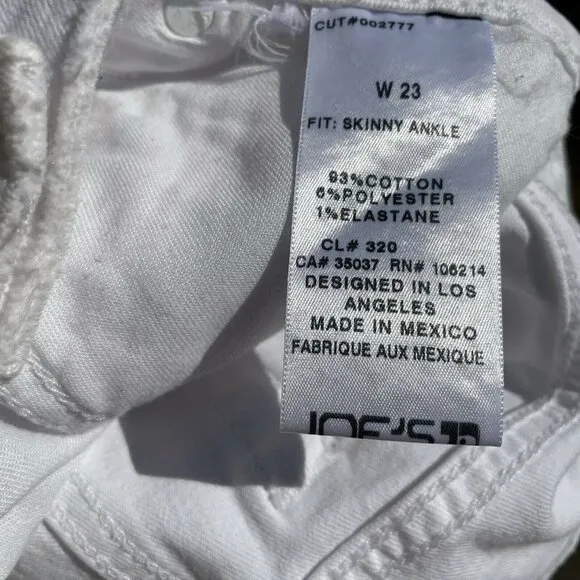 CUT#002777
W 23
FIT: SKINNY ANKLE
93%COTTON
6%POLYESTER
1%ELASTANE
CL# 320
CA# 35037 RN# 106214
DESIGNED IN LOS
ANGELES
MADE IN MEXICO
FABRIQUE AUX MEXIQUE
JOE'S